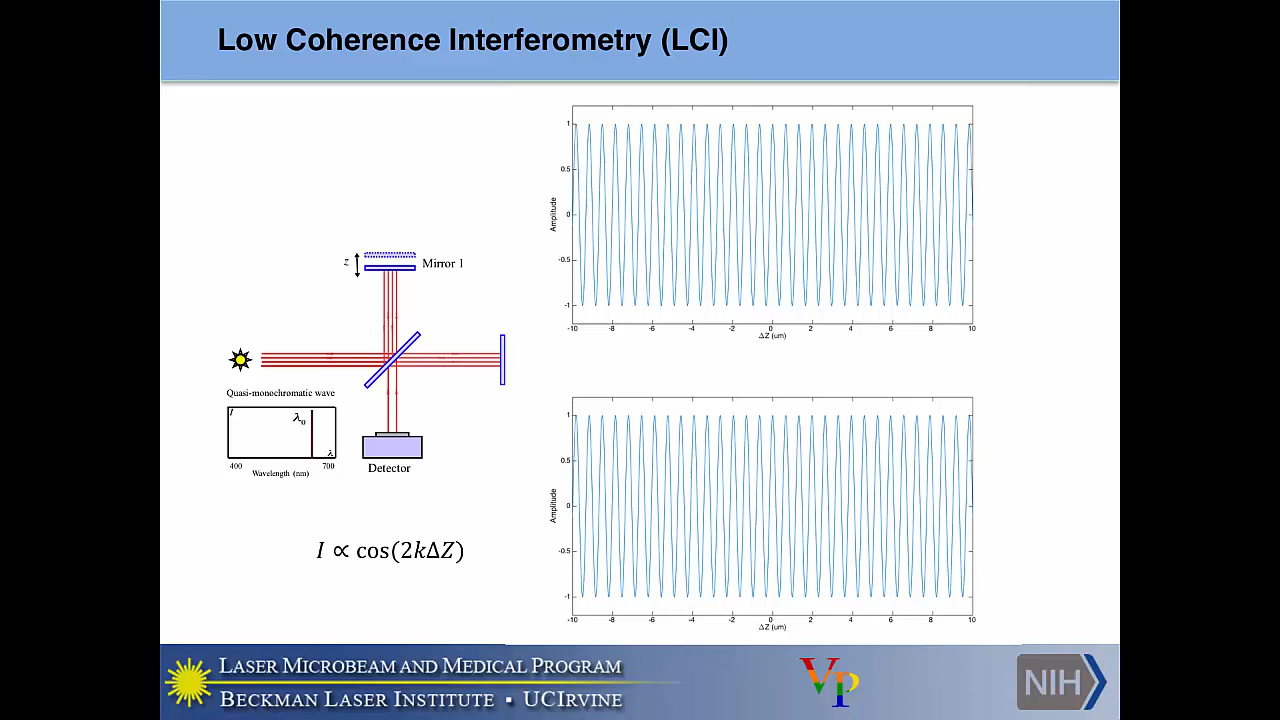 Low Coherence Interferometry (LCI)
z
Mirror 1
Quasi-monochromatic wave
I
λ₀
λ
400
700
Wavelength (nm)
Detector
I ∝ cos(2kΔZ)
Amplitude
1
0.5
0
-0.5
-1
-10 -8 -6 -4 -2 0 2 4 6 8 10
ΔZ (um)
Amplitude
1
0.5
0
-0.5
-1
-10 -8 -6 -4 -2 0 2 4 6 8 10
ΔZ (um)
LASER MICROBEAM AND MEDICAL PROGRAM
BECKMAN LASER INSTITUTE ▪ UCIRVINE
VP
NIH